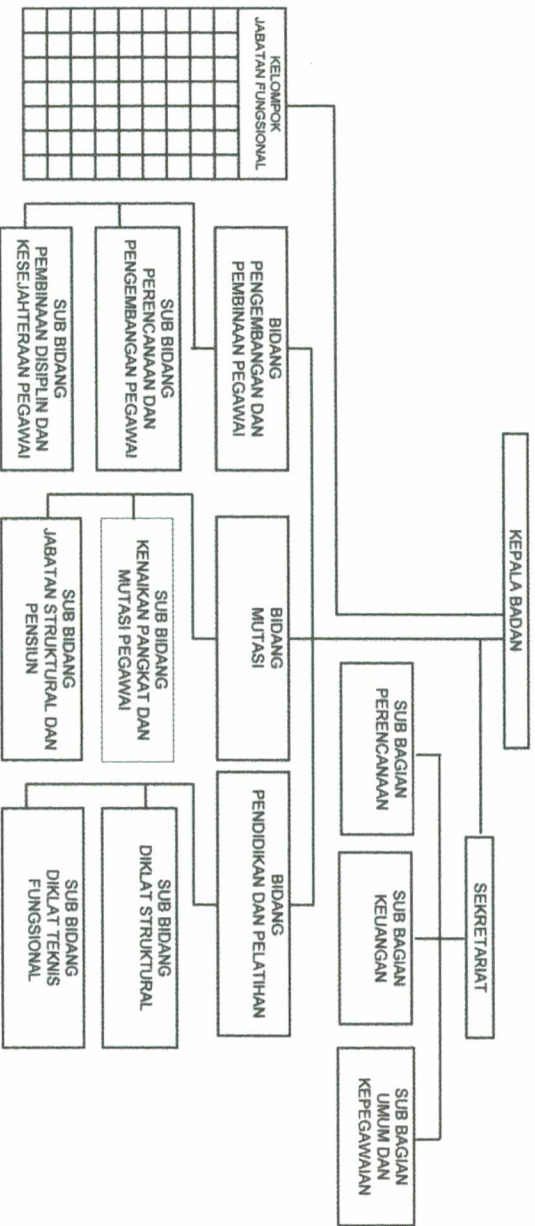 KEPALA BADAN
SEKRETARIAT
SUB BAGIAN
PERENCANAAN
SUB BAGIAN
KEUANGAN
SUB BAGIAN
UMUM DAN
KEPEGAWAIAN
KELOMPOK
JABATAN FUNGSIONAL
BIDANG
PENGEMBANGAN DAN
PEMBINAAN PEGAWAI
SUB BIDANG
PERENCANAAN DAN
PENGEMBANGAN PEGAWAI
SUB BIDANG
PEMBINAAN DISIPLIN DAN
KESEJAHTERAAN PEGAWAI
BIDANG
MUTASI
SUB BIDANG
KENAIKAN PANGKAT DAN
MUTASI PEGAWAI
SUB BIDANG
JABATAN STRUKTURAL DAN
PENSIUN
BIDANG
PENDIDIKAN DAN PELATIHAN
SUB BIDANG
DIKLAT STRUKTURAL
SUB BIDANG
DIKLAT TEKNIS
FUNGSIONAL